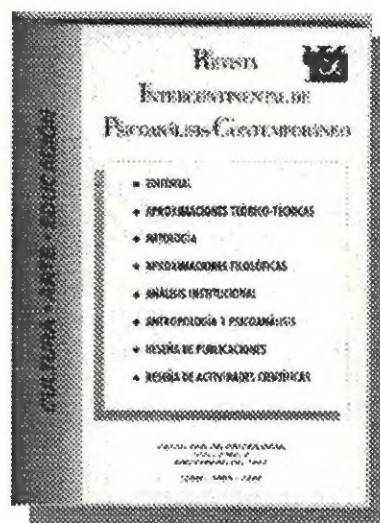 REVISTA
INTERCONTINENTAL DE
PSICOANÁLISIS CONTEMPORÁNEO
CULTURA • ARTE • EDUCACIÓN
EDITORIAL
APROXIMACIONES TEÓRICO-TÉCNICAS
PATOLOGÍA
APROXIMACIONES FILOSÓFICAS
ANÁLISIS INSTITUCIONAL
ANTROPOLOGÍA Y PSICOANÁLISIS
RESEÑA DE PUBLICACIONES
RESEÑA DE ACTIVIDADES CIENTÍFICAS